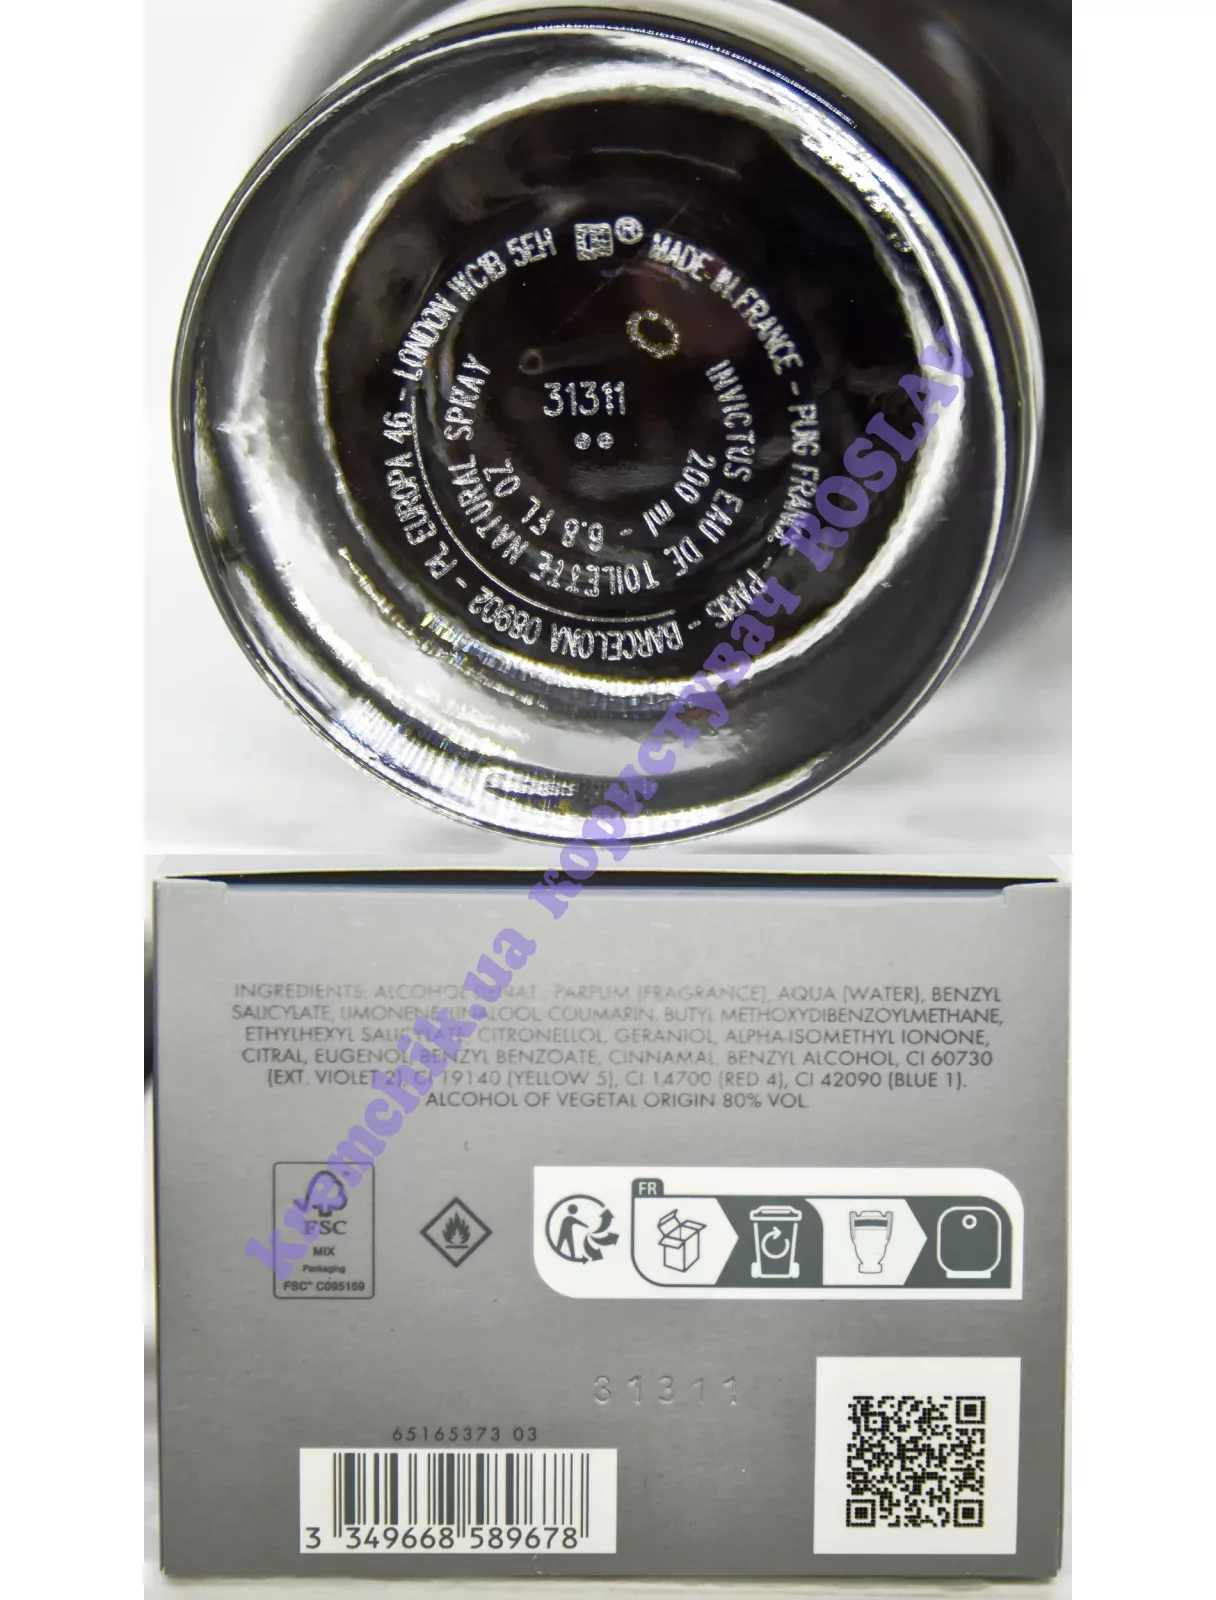 PL EUROPA 46 - LONDON WC1B 5EH
® MADE IN FRANCE - PUIG FRANCE - PARIS - BARCELONA 08902 -
INVICTUS EAU DE TOILETTE NATURAL SPRAY
200 ml - 6.8 FL OZ
31311
kremchik.ua користувач ROSLAV
INGREDIENTS: ALCOHOL DENAT., PARFUM (FRAGRANCE), AQUA (WATER), BENZYL
SALICYLATE, LIMONENE, LINALOOL, COUMARIN, BUTYL METHOXYDIBENZOYLMETHANE,
ETHYLHEXYL SALICYLATE, CITRONELLOL, GERANIOL, ALPHA-ISOMETHYL IONONE,
CITRAL, EUGENOL, BENZYL BENZOATE, CINNAMAL, BENZYL ALCOHOL, CI 60730
(EXT. VIOLET 2), CI 19140 (YELLOW 5), CI 14700 (RED 4), CI 42090 (BLUE 1).
ALCOHOL OF VEGETAL ORIGIN 80% VOL.
FSC
MIX
Packaging
FSC™ C095159
FR
31311
65165373 03
3 349668 589678